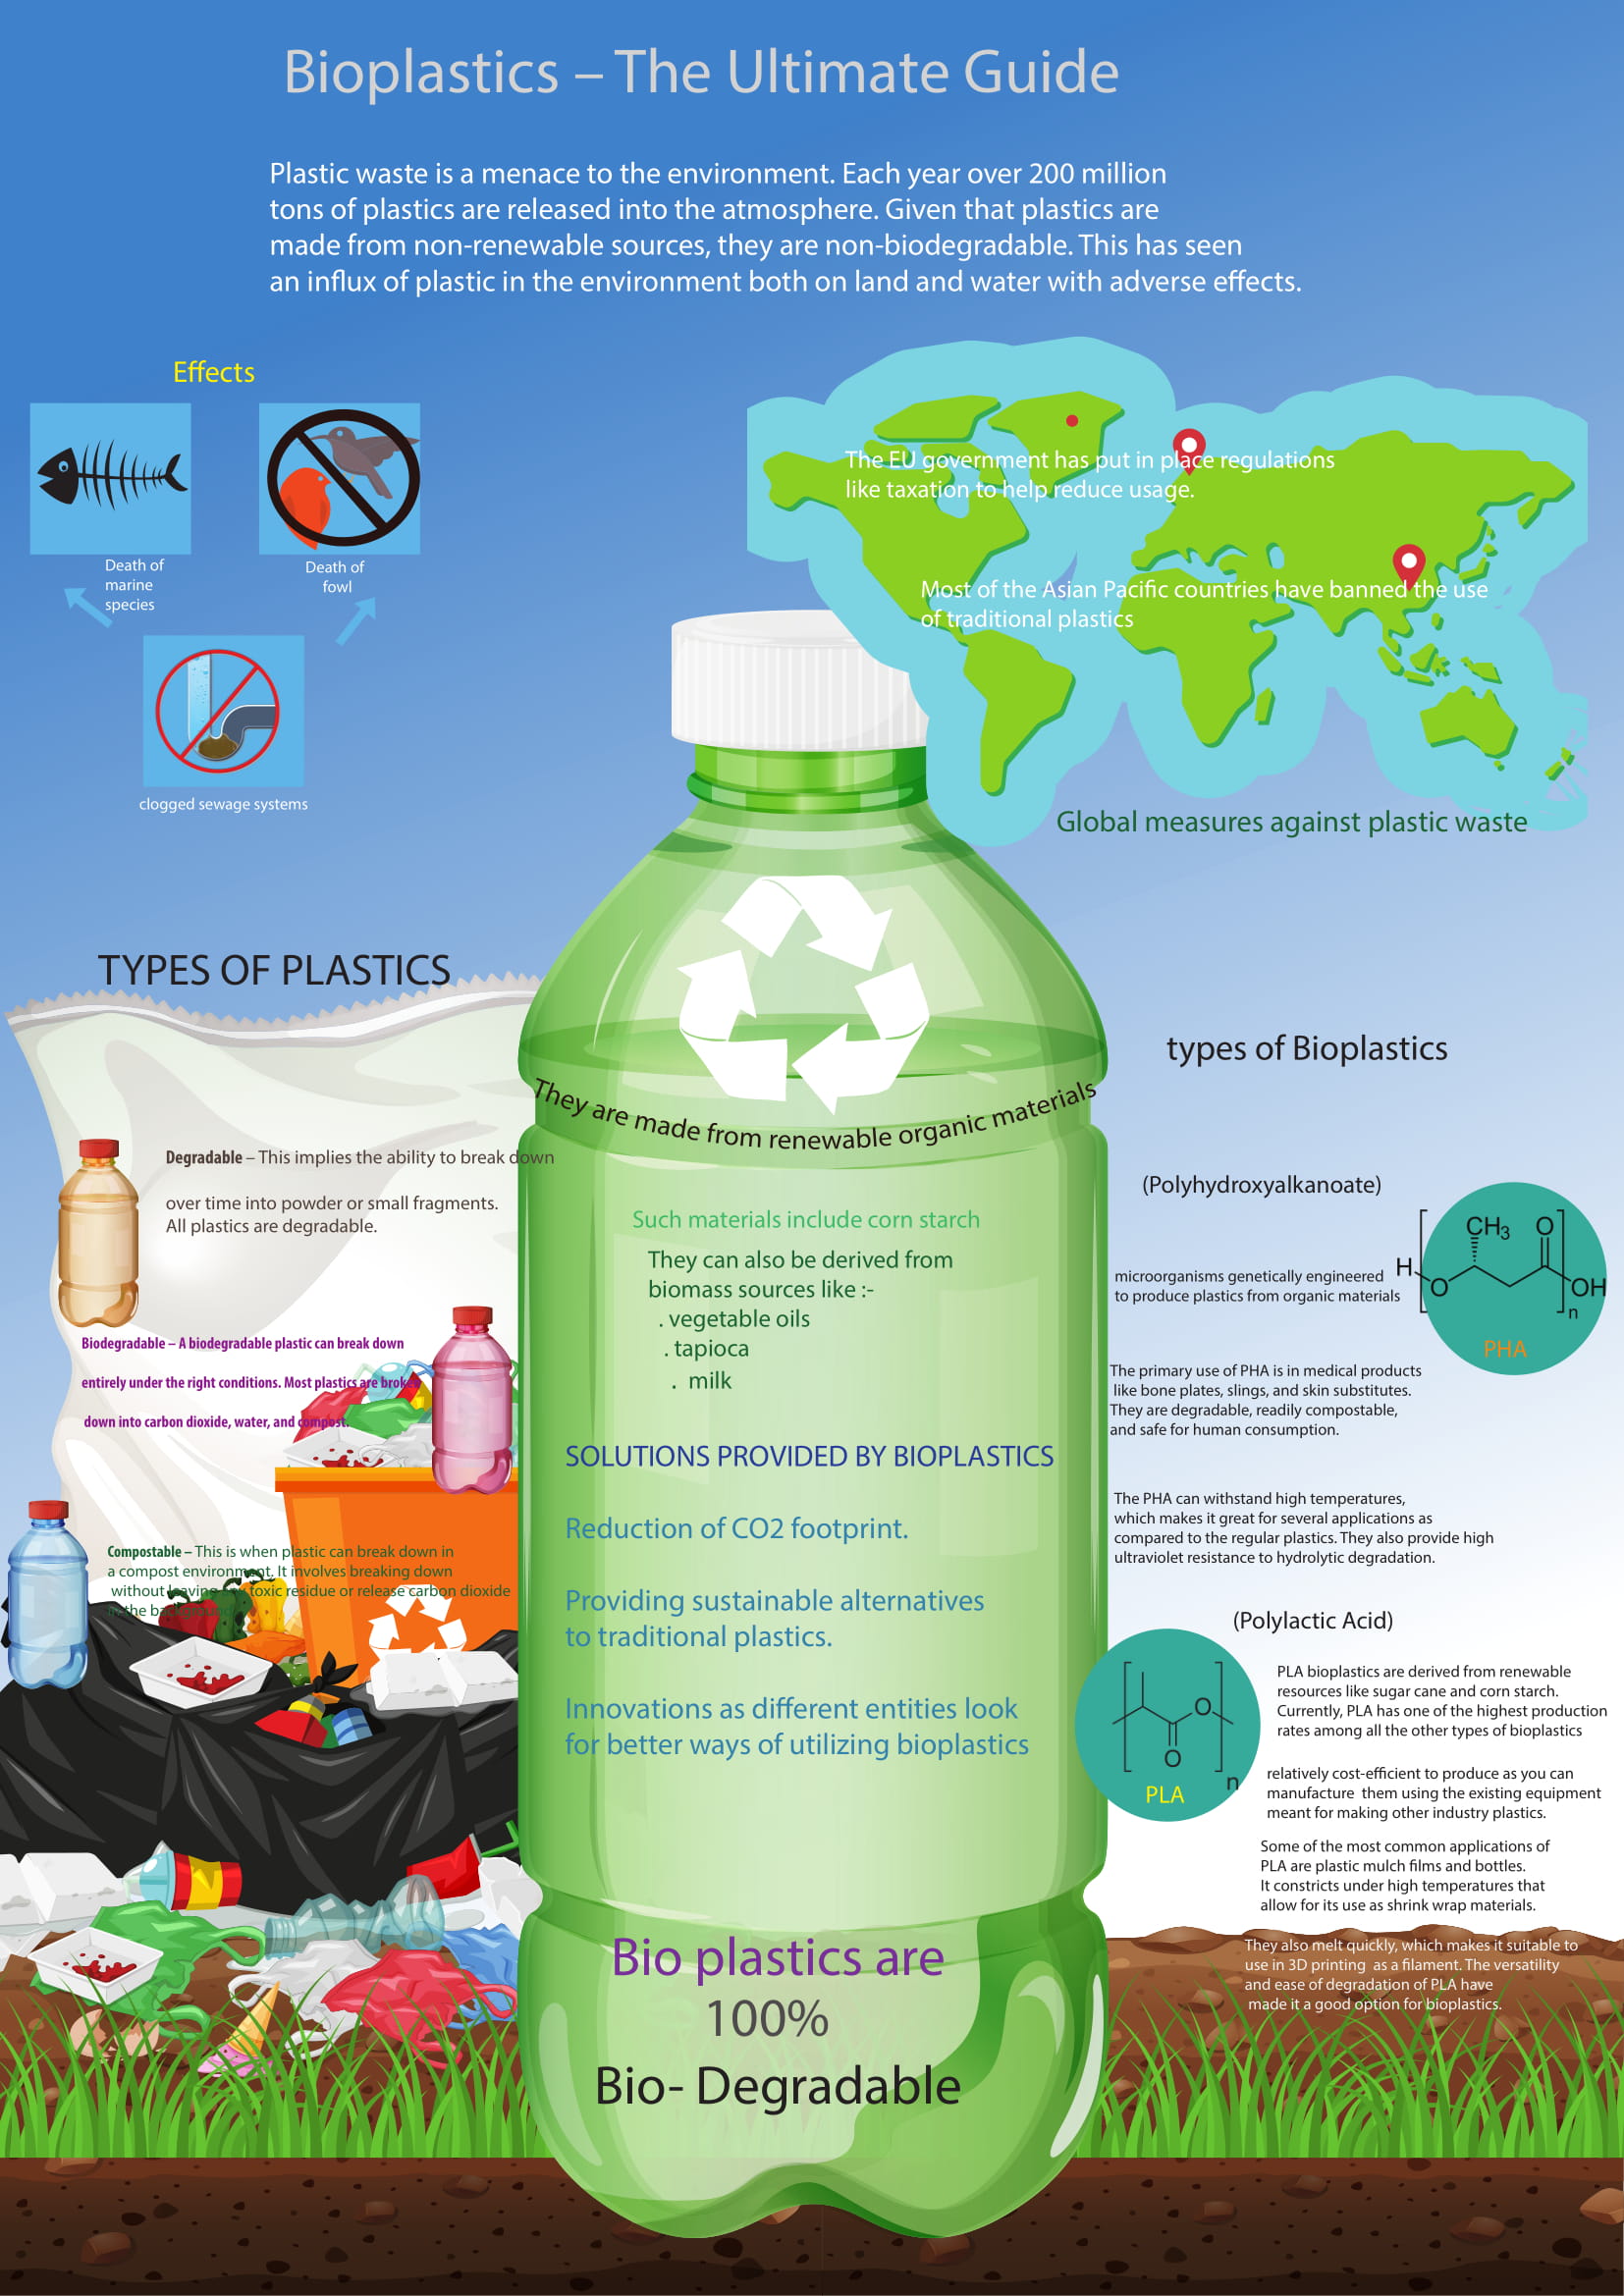 Bioplastics – The Ultimate Guide
Plastic waste is a menace to the environment. Each year over 200 million
tons of plastics are released into the atmosphere. Given that plastics are
made from non-renewable sources, they are non-biodegradable. This has seen
an influx of plastic in the environment both on land and water with adverse effects.
Effects
Death of
marine
species
Death of
fowl
clogged sewage systems
The EU government has put in place regulations
like taxation to help reduce usage.
Most of the Asian Pacific countries have banned the use
of traditional plastics
Global measures against plastic waste
TYPES OF PLASTICS
Degradable – This implies the ability to break down
over time into powder or small fragments.
All plastics are degradable.
Biodegradable – A biodegradable plastic can break down
entirely under the right conditions. Most plastics are broken
down into carbon dioxide, water, and compost.
Compostable – This is when plastic can break down in
a compost environment. It involves breaking down
without leaving any toxic residue or release carbon dioxide
in the background
They are made from renewable organic materials
Such materials include corn starch
They can also be derived from
biomass sources like :-
. vegetable oils
. tapioca
. milk
SOLUTIONS PROVIDED BY BIOPLASTICS
Reduction of CO2 footprint.
Providing sustainable alternatives
to traditional plastics.
Innovations as different entities look
for better ways of utilizing bioplastics
Bio plastics are
100%
Bio- Degradable
types of Bioplastics
(Polyhydroxyalkanoate)
microorganisms genetically engineered
to produce plastics from organic materials
CH3 O
H
O OH
n
PHA
The primary use of PHA is in medical products
like bone plates, slings, and skin substitutes.
They are degradable, readily compostable,
and safe for human consumption.
The PHA can withstand high temperatures,
which makes it great for several applications as
compared to the regular plastics. They also provide high
ultraviolet resistance to hydrolytic degradation.
(Polylactic Acid)
O
O
n
PLA
PLA bioplastics are derived from renewable
resources like sugar cane and corn starch.
Currently, PLA has one of the highest production
rates among all the other types of bioplastics
relatively cost-efficient to produce as you can
manufacture them using the existing equipment
meant for making other industry plastics.
Some of the most common applications of
PLA are plastic mulch films and bottles.
It constricts under high temperatures that
allow for its use as shrink wrap materials.
They also melt quickly, which makes it suitable to
use in 3D printing as a filament. The versatility
and ease of degradation of PLA have
made it a good option for bioplastics.